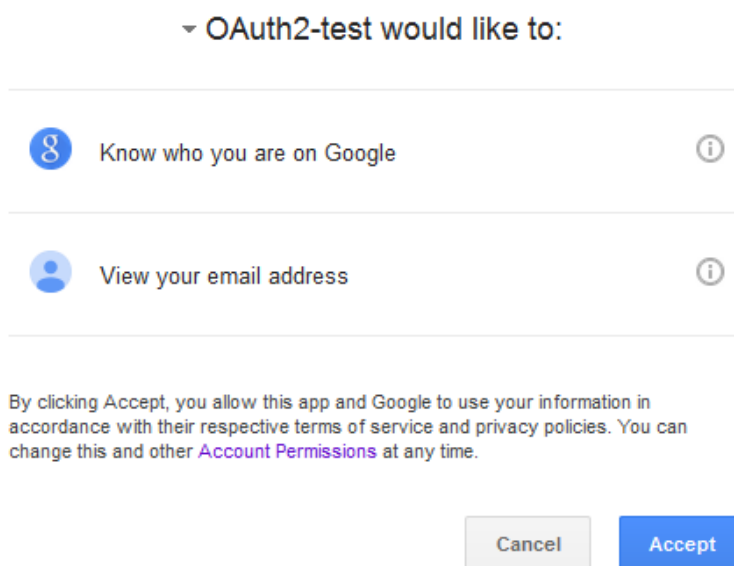 OAuth2-test would like to:
g
Know who you are on Google
i
View your email address
i
By clicking Accept, you allow this app and Google to use your information in
accordance with their respective terms of service and privacy policies. You can
change this and other Account Permissions at any time.
Cancel Accept